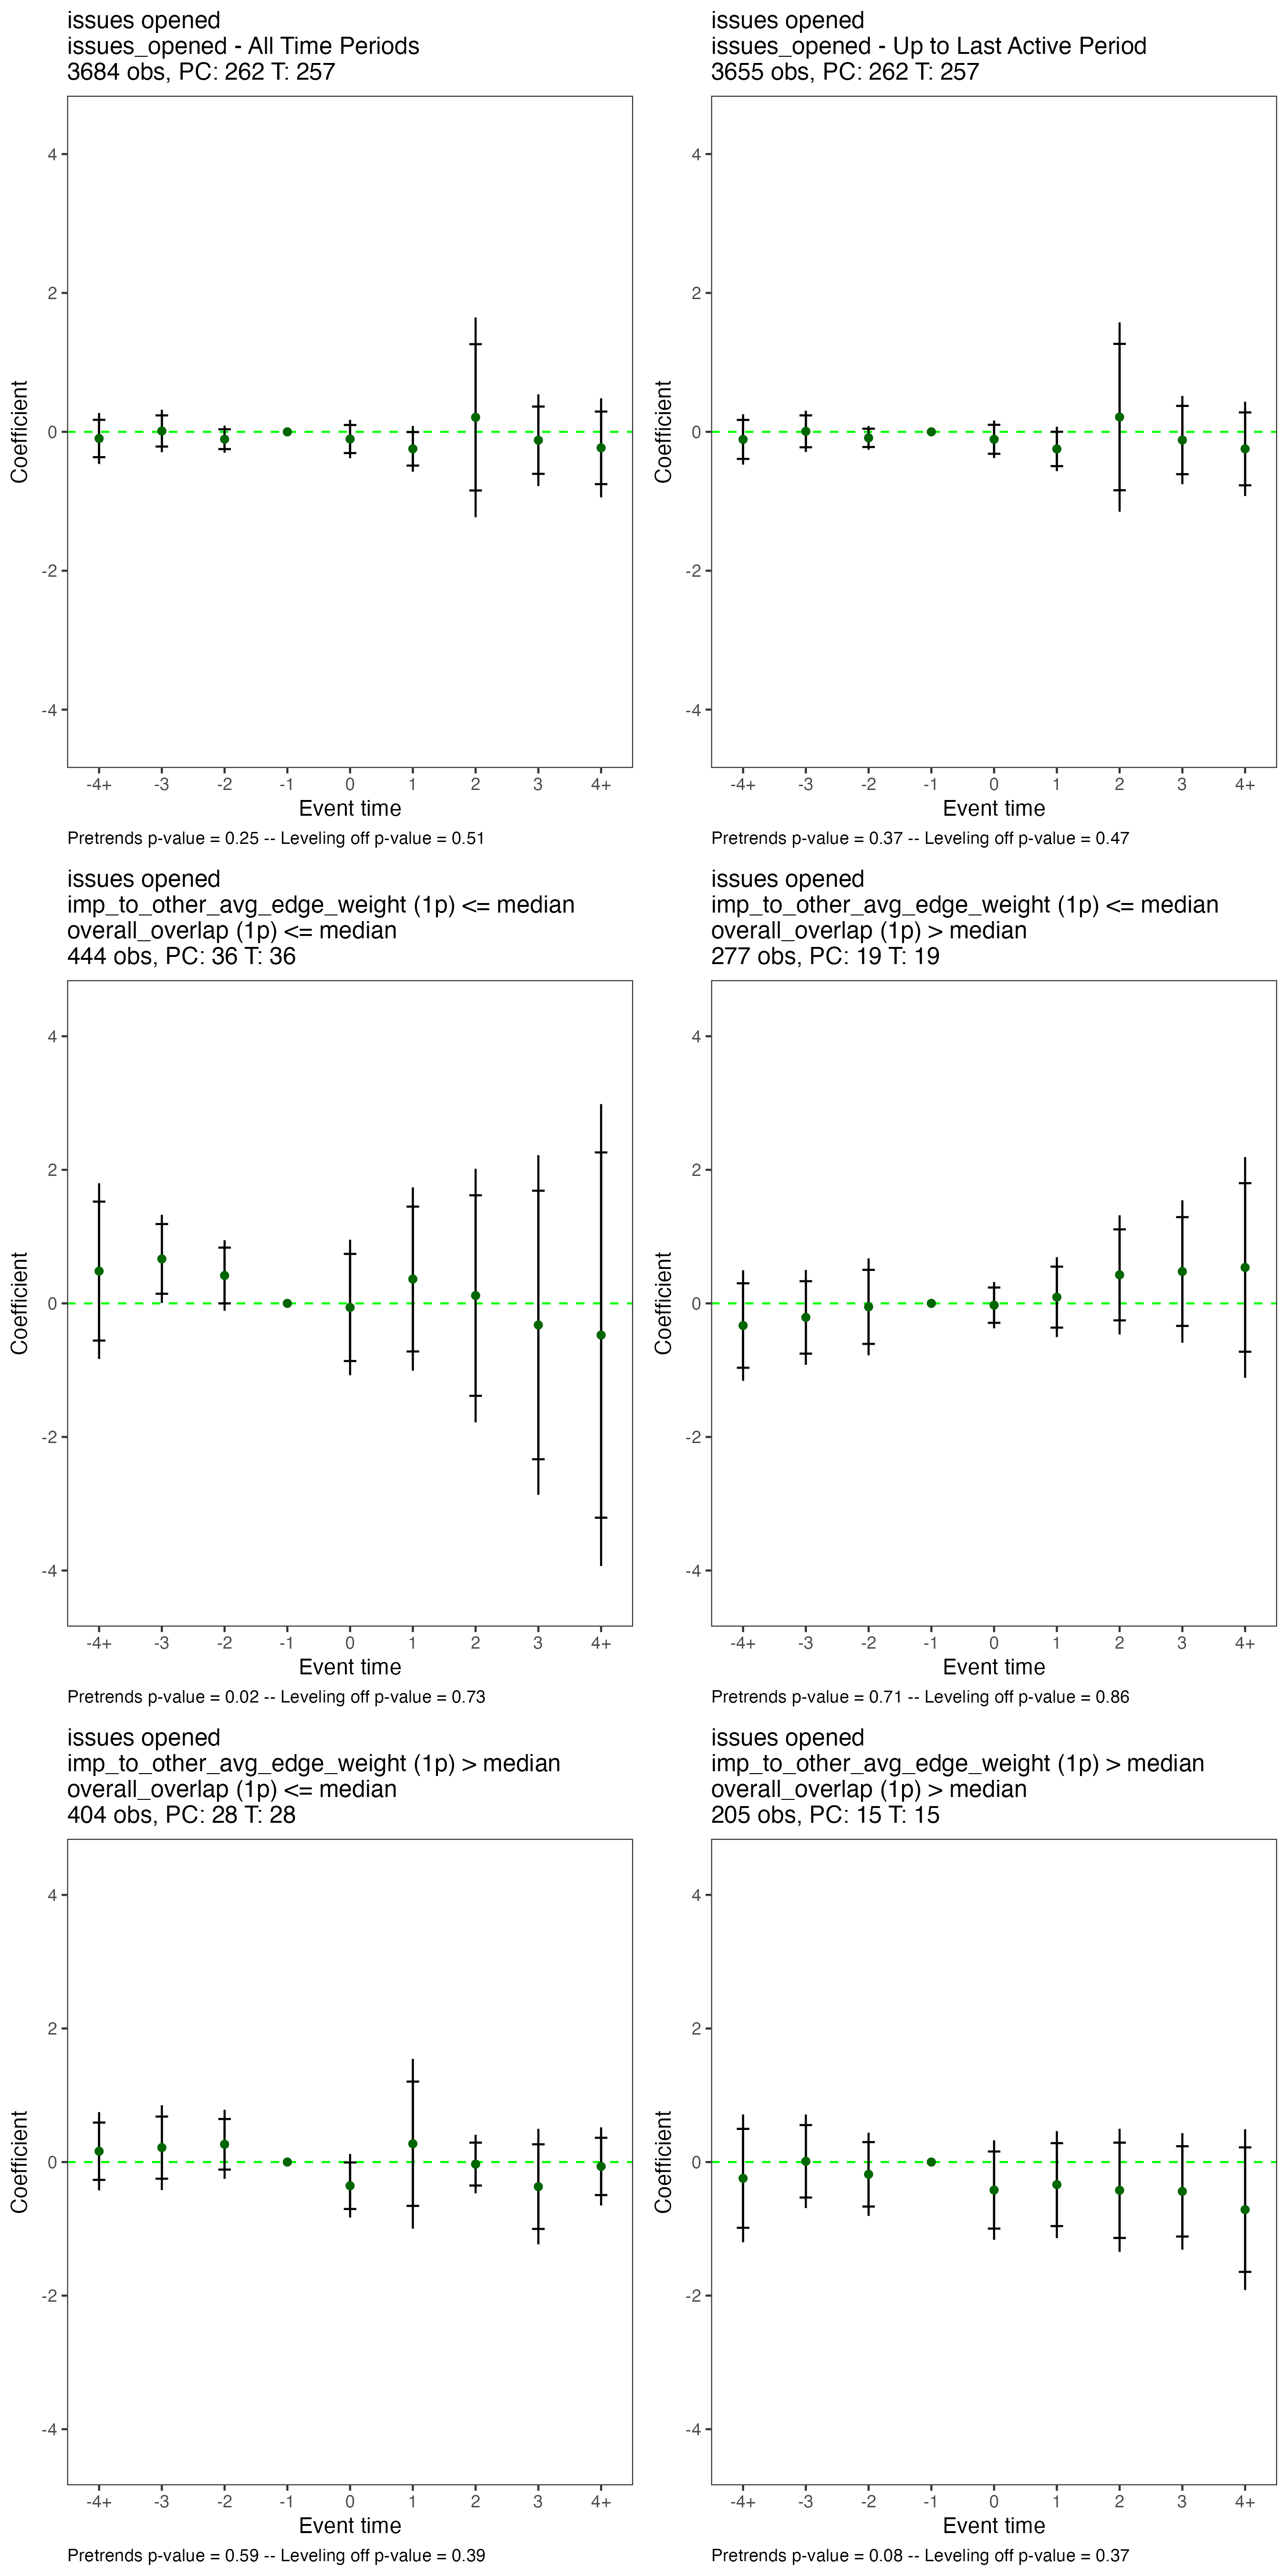 issues opened
issues_opened - All Time Periods
3684 obs, PC: 262 T: 257
4
2
0
-2
-4
Coefficient
-4+ -3 -2 -1 0 1 2 3 4+
Event time
Pretrends p-value = 0.25 -- Leveling off p-value = 0.51
issues opened
issues_opened - Up to Last Active Period
3655 obs, PC: 262 T: 257
4
2
0
-2
-4
Coefficient
-4+ -3 -2 -1 0 1 2 3 4+
Event time
Pretrends p-value = 0.37 -- Leveling off p-value = 0.47
issues opened
imp_to_other_avg_edge_weight (1p) <= median
overall_overlap (1p) <= median
444 obs, PC: 36 T: 36
4
2
0
-2
-4
Coefficient
-4+ -3 -2 -1 0 1 2 3 4+
Event time
Pretrends p-value = 0.02 -- Leveling off p-value = 0.73
issues opened
imp_to_other_avg_edge_weight (1p) <= median
overall_overlap (1p) > median
277 obs, PC: 19 T: 19
4
2
0
-2
-4
Coefficient
-4+ -3 -2 -1 0 1 2 3 4+
Event time
Pretrends p-value = 0.71 -- Leveling off p-value = 0.86
issues opened
imp_to_other_avg_edge_weight (1p) > median
overall_overlap (1p) <= median
404 obs, PC: 28 T: 28
4
2
0
-2
-4
Coefficient
-4+ -3 -2 -1 0 1 2 3 4+
Event time
Pretrends p-value = 0.59 -- Leveling off p-value = 0.39
issues opened
imp_to_other_avg_edge_weight (1p) > median
overall_overlap (1p) > median
205 obs, PC: 15 T: 15
4
2
0
-2
-4
Coefficient
-4+ -3 -2 -1 0 1 2 3 4+
Event time
Pretrends p-value = 0.08 -- Leveling off p-value = 0.37